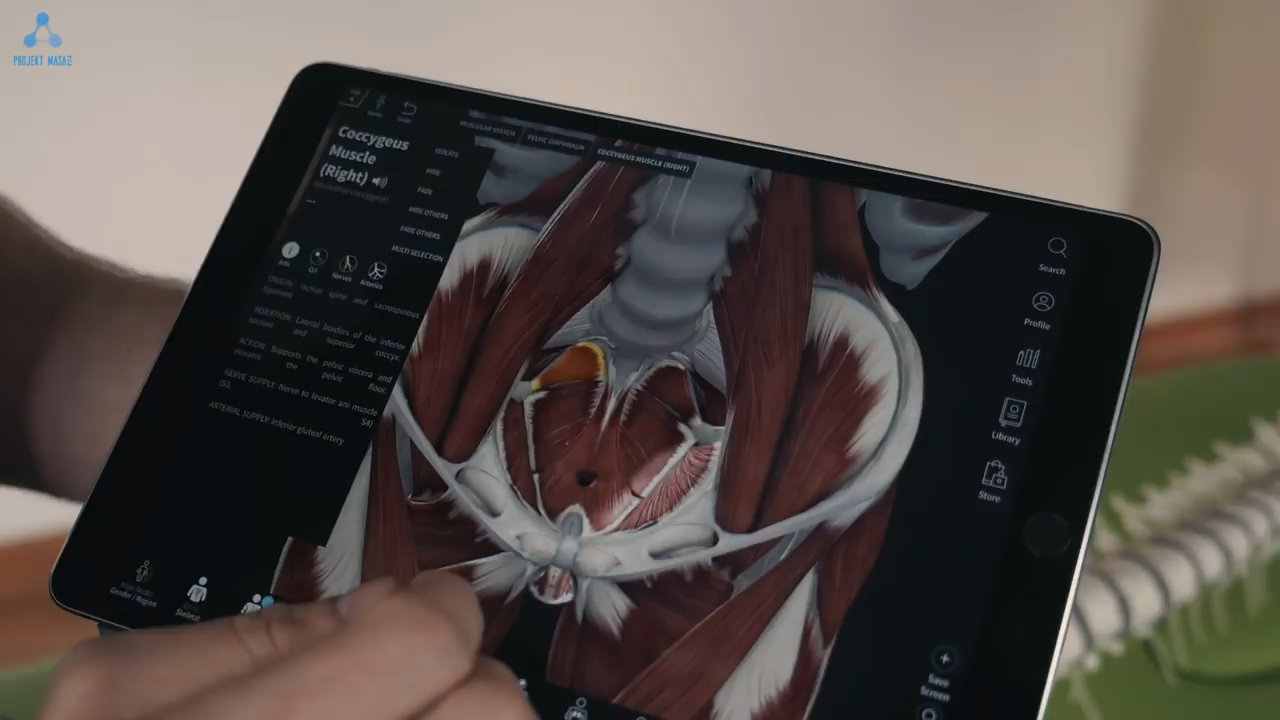 PROJEKT MASAŻ
Coccygeus
Muscle
(Right)
MUSCULAR SYSTEM
PELVIC DIAPHRAGM
COCCYGEUS MUSCLE (RIGHT)
ISOLATE
HIDE
FADE
HIDE OTHERS
FADE OTHERS
MULTI SELECTION
Info
Nerves
Arteries
ORIGIN: Ischial spine and sacrospinous
ligament
INSERTION: Lateral borders of the inferior
sacrum and superior coccyx.
ACTION: Supports the pelvic viscera and
elevates the pelvic floor.
NERVE SUPPLY: Nerve to levator ani muscle
(S3, S4)
ARTERIAL SUPPLY: Inferior gluteal artery
Search
Profile
Tools
Library
Store
Gender / Region
Skeletal
Save
Screen